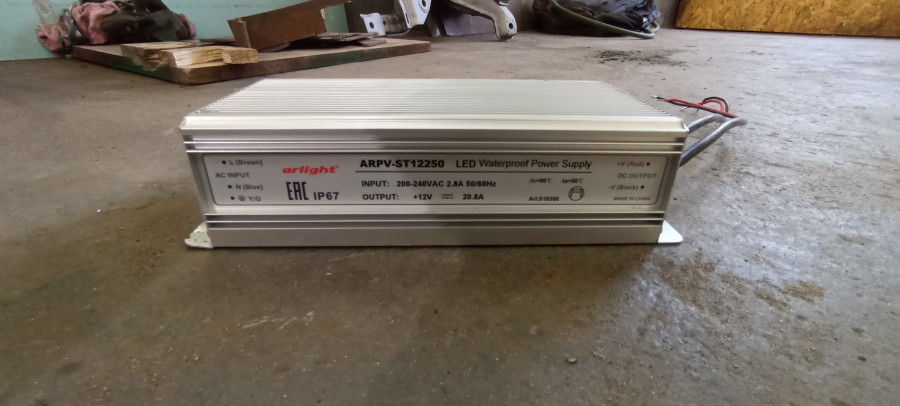 L (Brown)
AC INPUT
N (Blue)
Y/G
arlight
EAC IP67
ARPV-ST12250 LED Waterproof Power Supply
INPUT: 200-240VAC 2.8A 50/60Hz
OUTPUT: +12V 20.8A
+V (Red)
DC OUTPUT
-V (Black)
MADE IN CHINA